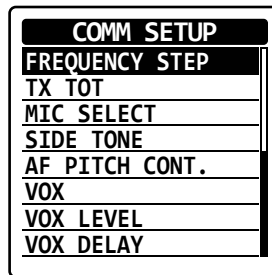 COMM SETUP
FREQUENCY STEP
TX TOT
MIC SELECT
SIDE TONE
AF PITCH CONT.
VOX
VOX LEVEL
VOX DELAY